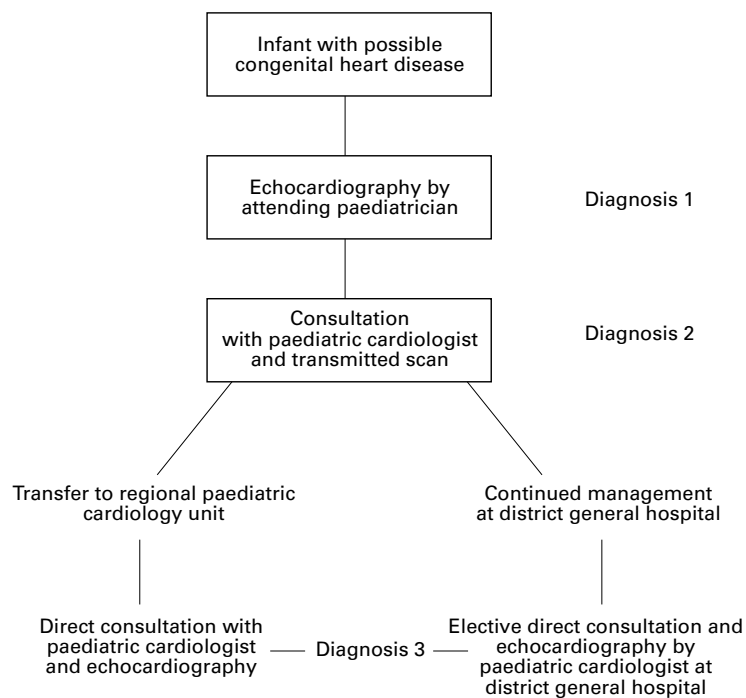 Infant with possible
congenital heart disease
Echocardiography by
attending paediatrician
Diagnosis 1
Consultation
with paediatric cardiologist
and transmitted scan
Diagnosis 2
Transfer to regional paediatric
cardiology unit
Continued management
at district general hospital
Direct consultation with
paediatric cardiologist
and echocardiography
Diagnosis 3
Elective direct consultation and
echocardiography by
paediatric cardiologist at
district general hospital